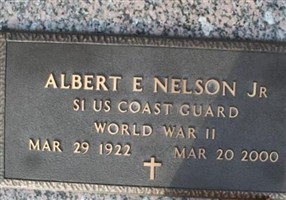 ALBERT E NELSON JR
S1 US COAST GUARD
WORLD WAR II
MAR 29 1922 MAR 20 2000